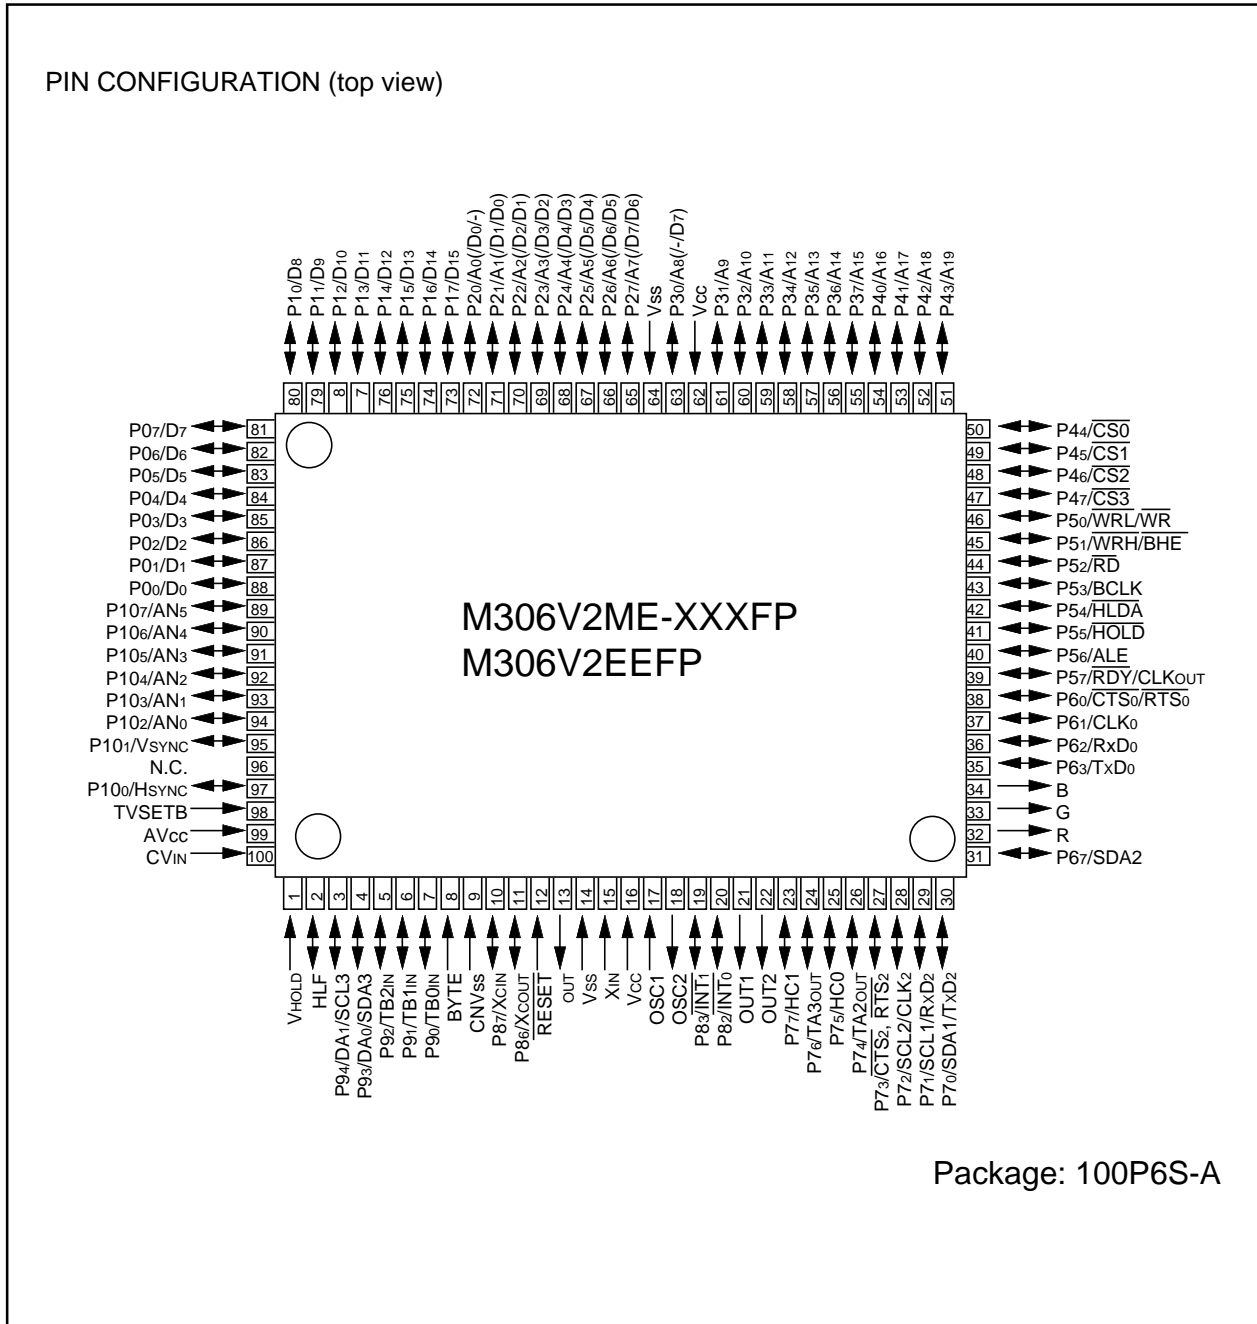 PIN CONFIGURATION (top view)
P10/D8
P11/D9
P12/D10
P13/D11
P14/D12
P15/D13
P16/D14
P17/D15
P20/A0(/D0/-)
P21/A1(/D1/D0)
P22/A2(/D2/D1)
P23/A3(/D3/D2)
P24/A4(/D4/D3)
P25/A5(/D5/D4)
P26/A6(/D6/D5)
P27/A7(/D7/D6)
Vss
P30/A8(/-/D7)
Vcc
P31/A9
P32/A10
P33/A11
P34/A12
P35/A13
P36/A14
P37/A15
P40/A16
P41/A17
P42/A18
P43/A19
80 79 8 7 76 75 74 73 72 71 70 69 68 67 66 65 64 63 62 61 60 59 58 57 56 55 54 53 52 51
P07/D7 81
P06/D6 82
P05/D5 83
P04/D4 84
P03/D3 85
P02/D2 86
P01/D1 87
P00/D0 88
P107/AN5 89
P106/AN4 90
P105/AN3 91
P104/AN2 92
P103/AN1 93
P102/AN0 94
P101/VSYNC 95
N.C. 96
P100/HSYNC 97
TVSETB 98
AVcc 99
CVIN 100
M306V2ME-XXXFP
M306V2EEFP
50 P44/CS0
49 P45/CS1
48 P46/CS2
47 P47/CS3
46 P50/WRL/WR
45 P51/WRH/BHE
44 P52/RD
43 P53/BCLK
42 P54/HLDA
41 P55/HOLD
40 P56/ALE
39 P57/RDY/CLKOUT
38 P60/CTS0/RTS0
37 P61/CLK0
36 P62/RxD0
35 P63/TxD0
34 B
33 G
32 R
31 P67/SDA2
1 2 3 4 5 6 7 8 9 10 11 12 13 14 15 16 17 18 19 20 21 22 23 24 25 26 27 28 29 30
VHOLD
HLF
P94/DA1/SCL3
P93/DA0/SDA3
P92/TB2IN
P91/TB1IN
P90/TB0IN
BYTE
CNVss
P87/XCIN
P86/XCOUT
RESET
OUT
Vss
XIN
Vcc
OSC1
OSC2
P83/INT1
P82/INT0
OUT1
OUT2
P77/HC1
P76/TA3OUT
P75/HC0
P74/TA2OUT
P73/CTS2, RTS2
P72/SCL2/CLK2
P71/SCL1/RxD2
P70/SDA1/TxD2
Package: 100P6S-A